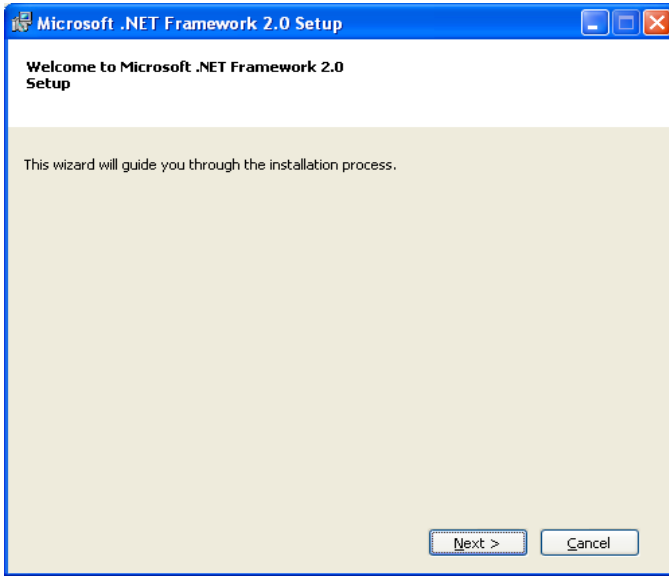 Microsoft .NET Framework 2.0 Setup
Welcome to Microsoft .NET Framework 2.0
Setup
This wizard will guide you through the installation process.
Next >
Cancel